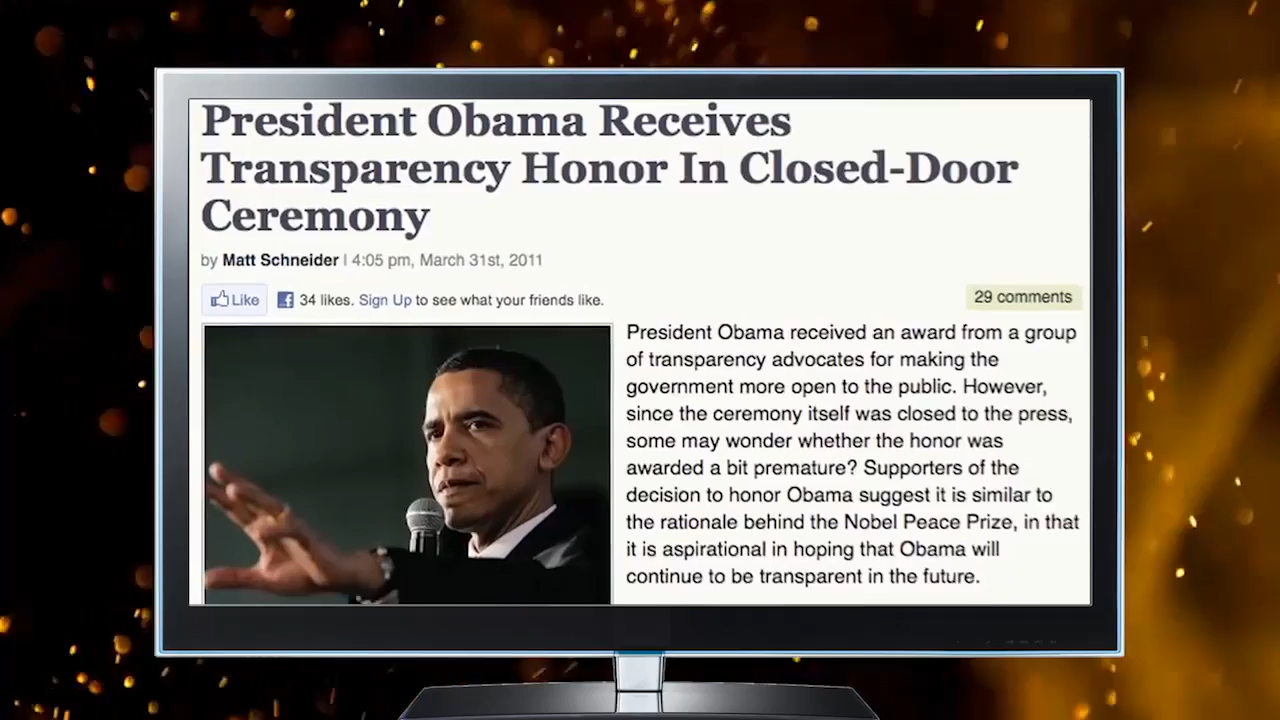 President Obama Receives
Transparency Honor In Closed-Door
Ceremony
by Matt Schneider | 4:05 pm, March 31st, 2011
Like
34 likes. Sign Up to see what your friends like.
29 comments
President Obama received an award from a group
of transparency advocates for making the
government more open to the public. However,
since the ceremony itself was closed to the press,
some may wonder whether the honor was
awarded a bit premature? Supporters of the
decision to honor Obama suggest it is similar to
the rationale behind the Nobel Peace Prize, in that
it is aspirational in hoping that Obama will
continue to be transparent in the future.